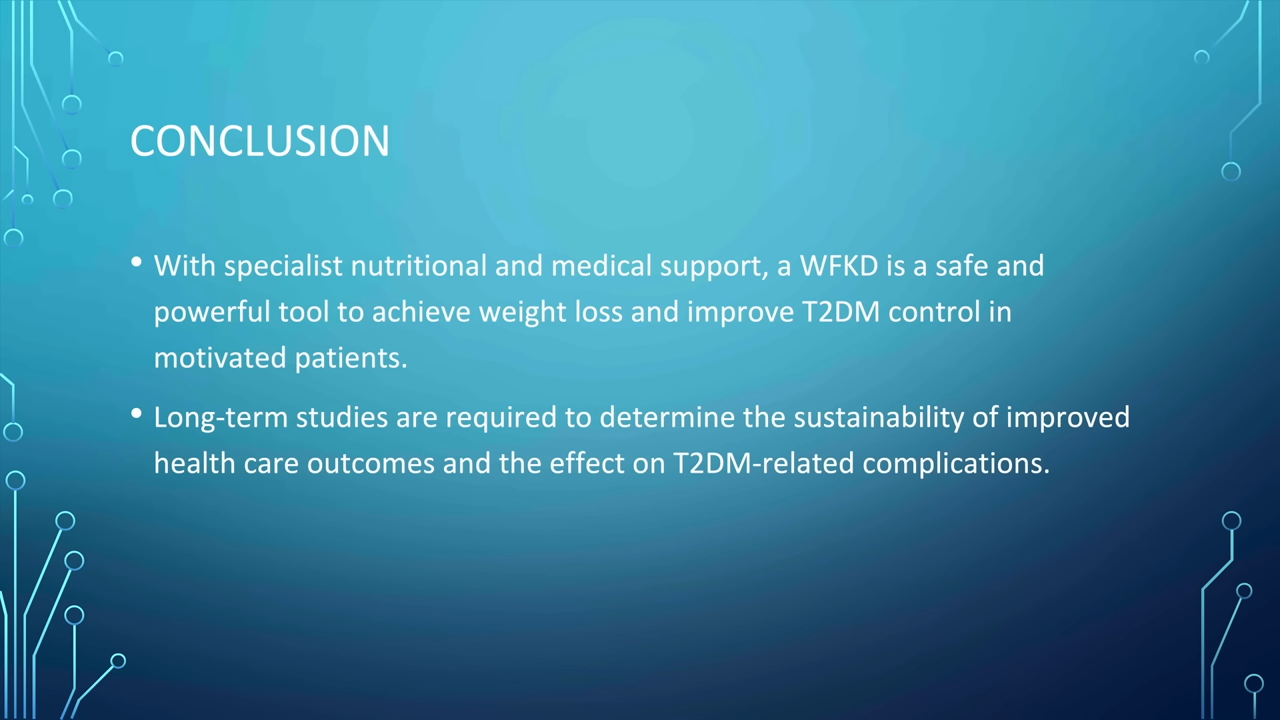 CONCLUSION
• With specialist nutritional and medical support, a WFKD is a safe and
powerful tool to achieve weight loss and improve T2DM control in
motivated patients.
• Long-term studies are required to determine the sustainability of improved
health care outcomes and the effect on T2DM-related complications.